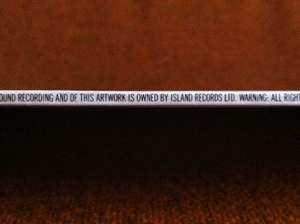 OUND RECORDING AND OF THIS ARTWORK IS OWNED BY ISLAND RECORDS LTD. WARNING: ALL RIGHT